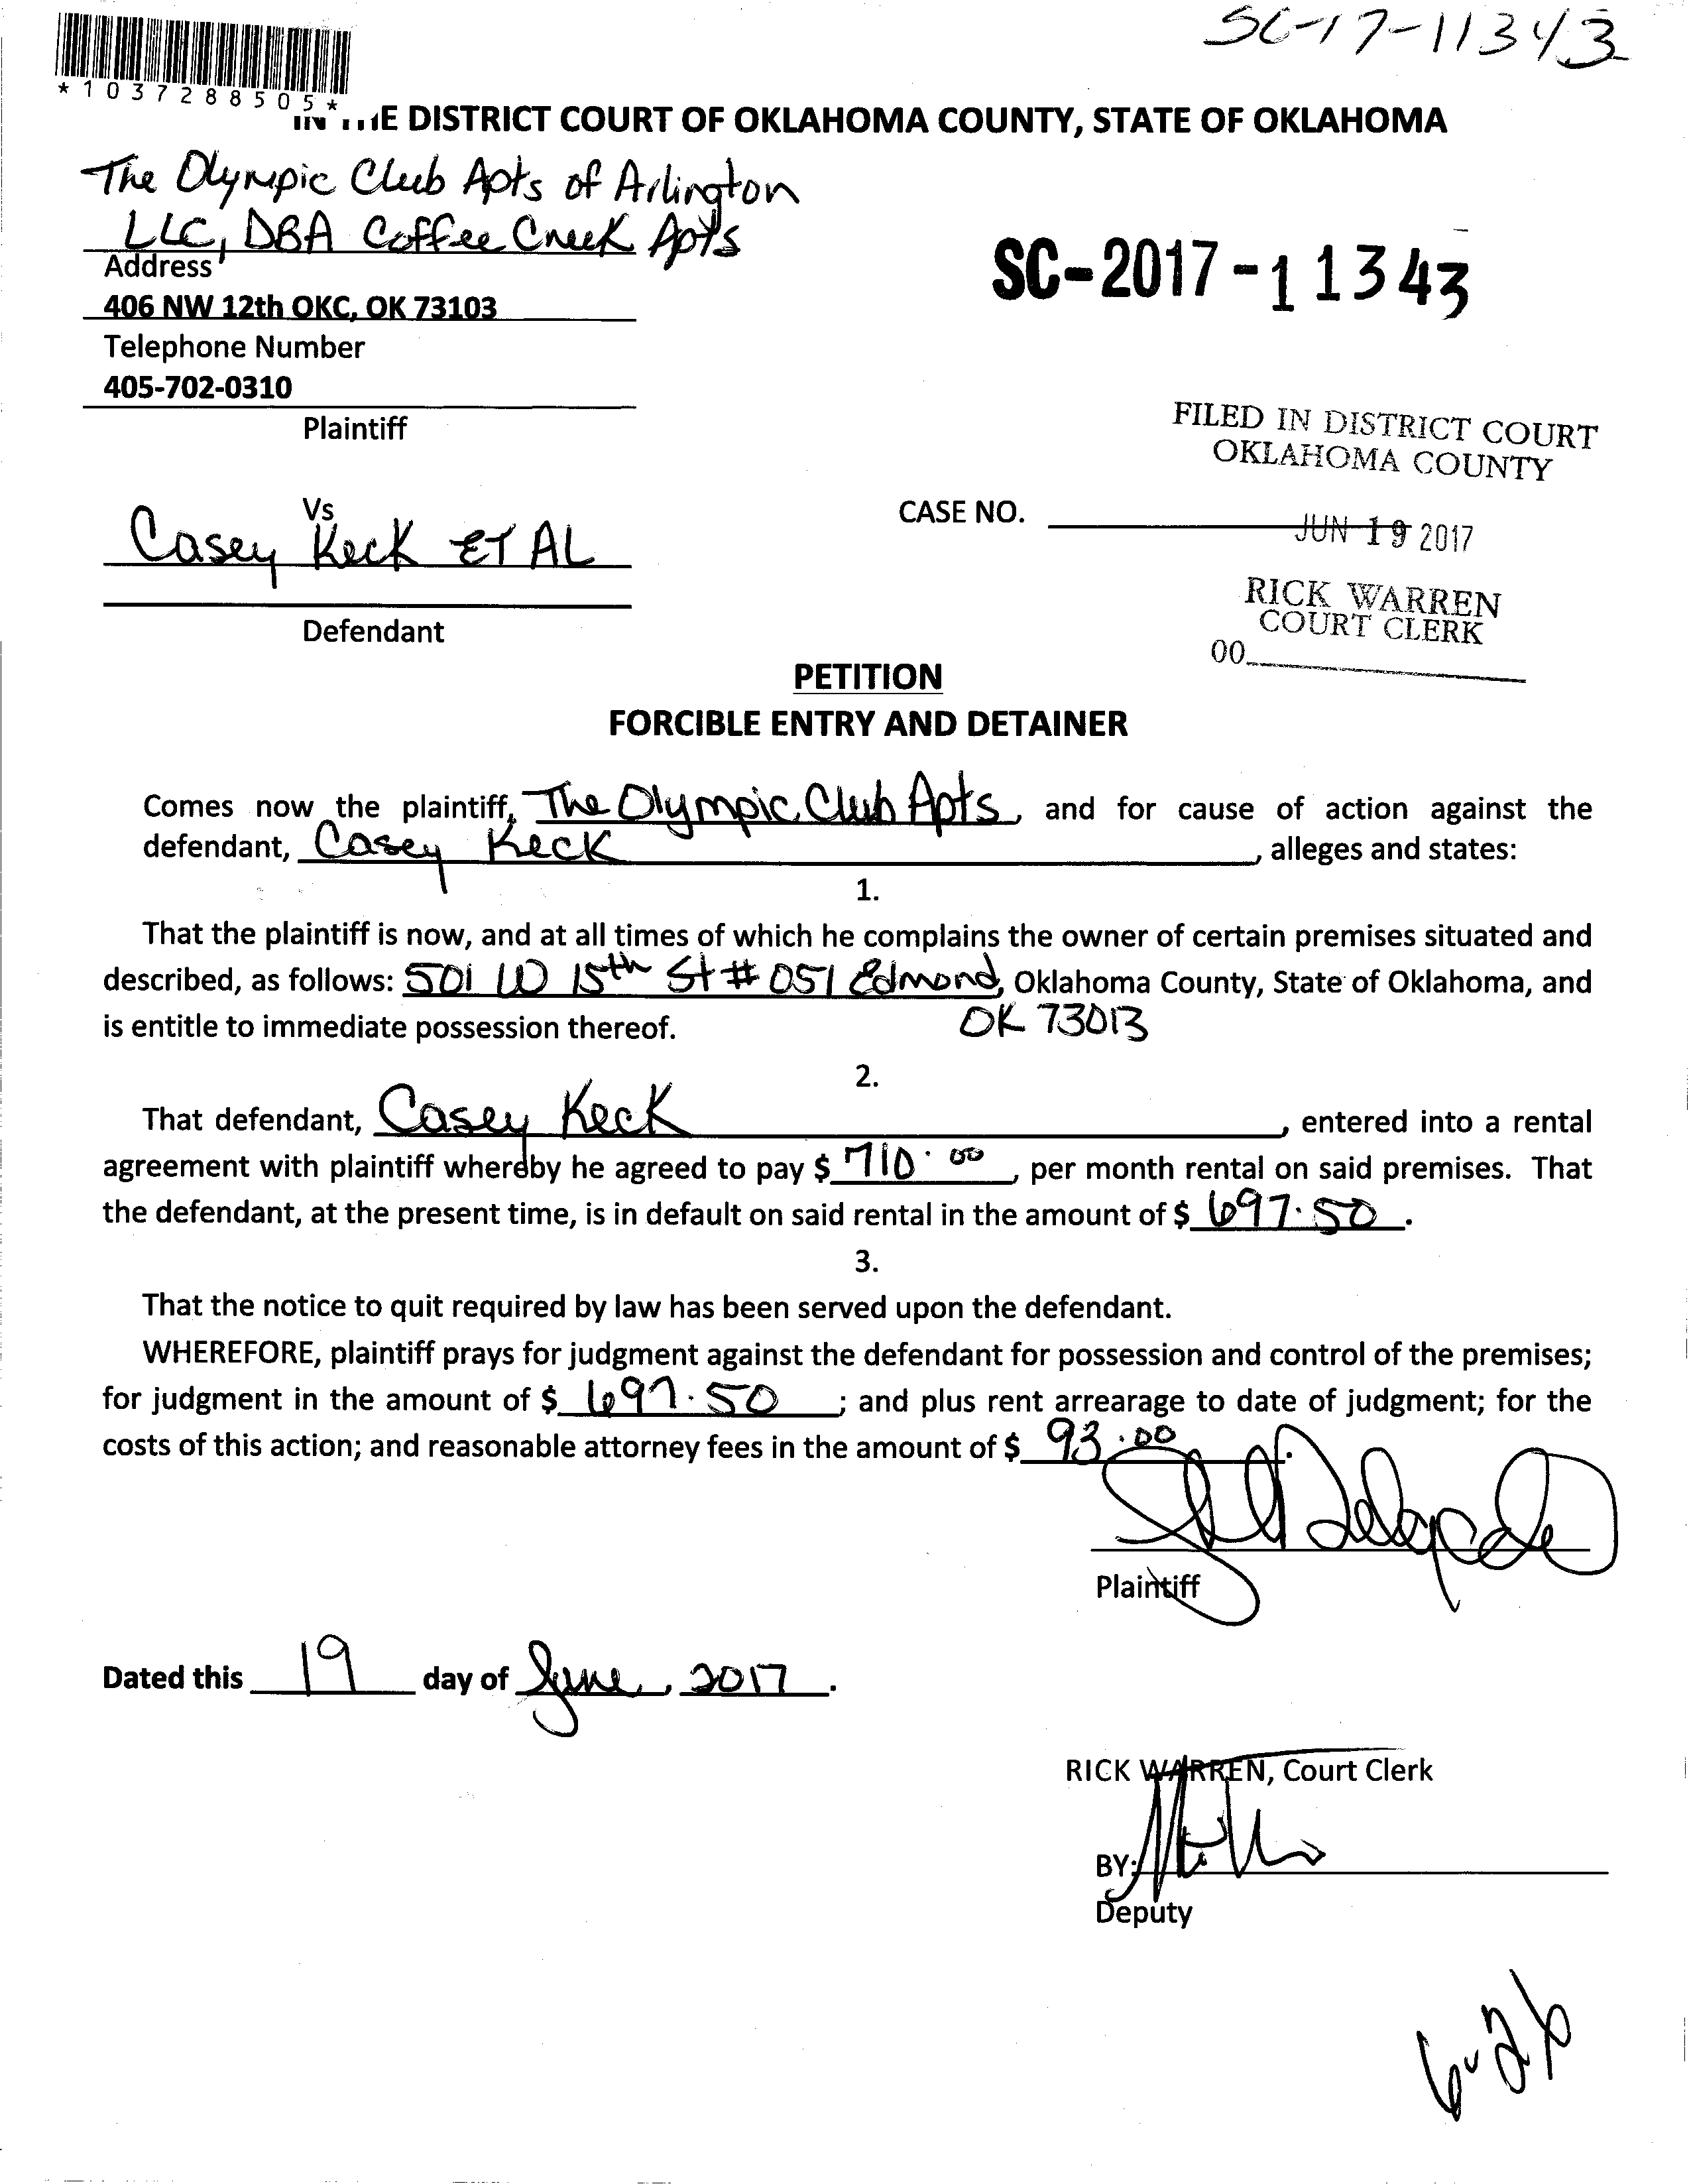 SC-17-11343
*1037288505*
IN THE DISTRICT COURT OF OKLAHOMA COUNTY, STATE OF OKLAHOMA
The Olympic Club Apts of Arlington
LLC, DBA Coffee Creek Apts
Address
SC-2017-11343
406 NW 12th OKC, OK 73103
Telephone Number
405-702-0310
Plaintiff
FILED IN DISTRICT COURT
OKLAHOMA COUNTY
Vs
CASE NO.
JUN 19 2017
Casey Keck ET AL
RICK WARREN
COURT CLERK
Defendant
00
PETITION
FORCIBLE ENTRY AND DETAINER
Comes now the plaintiff, The Olympic Club Apts, and for cause of action against the
defendant, Casey Keck, alleges and states:
1.
That the plaintiff is now, and at all times of which he complains the owner of certain premises situated and
described, as follows: 501 W 15th St # 051 Edmond, Oklahoma County, State of Oklahoma, and
is entitle to immediate possession thereof. OK 73013
2.
That defendant, Casey Keck, entered into a rental
agreement with plaintiff whereby he agreed to pay $ 710.00, per month rental on said premises. That
the defendant, at the present time, is in default on said rental in the amount of $ 697.50.
3.
That the notice to quit required by law has been served upon the defendant.
WHEREFORE, plaintiff prays for judgment against the defendant for possession and control of the premises;
for judgment in the amount of $ 697.50; and plus rent arrearage to date of judgment; for the
costs of this action; and reasonable attorney fees in the amount of $ 93.00.
Plaintiff
Dated this 19 day of June, 2017.
RICK WARREN, Court Clerk
BY:
Deputy
6-26